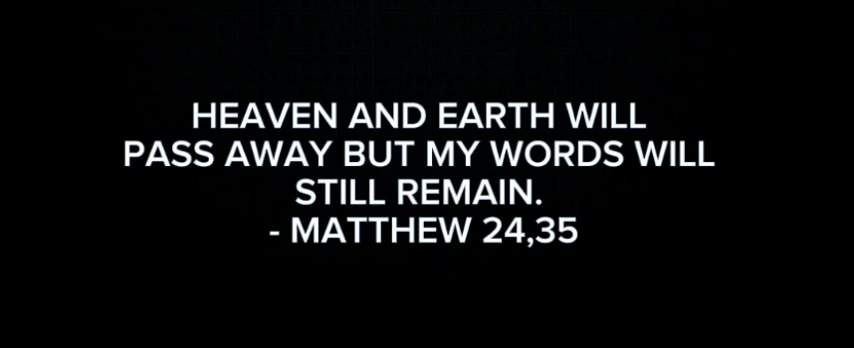 HEAVEN AND EARTH WILL
PASS AWAY BUT MY WORDS WILL
STILL REMAIN.
- MATTHEW 24,35